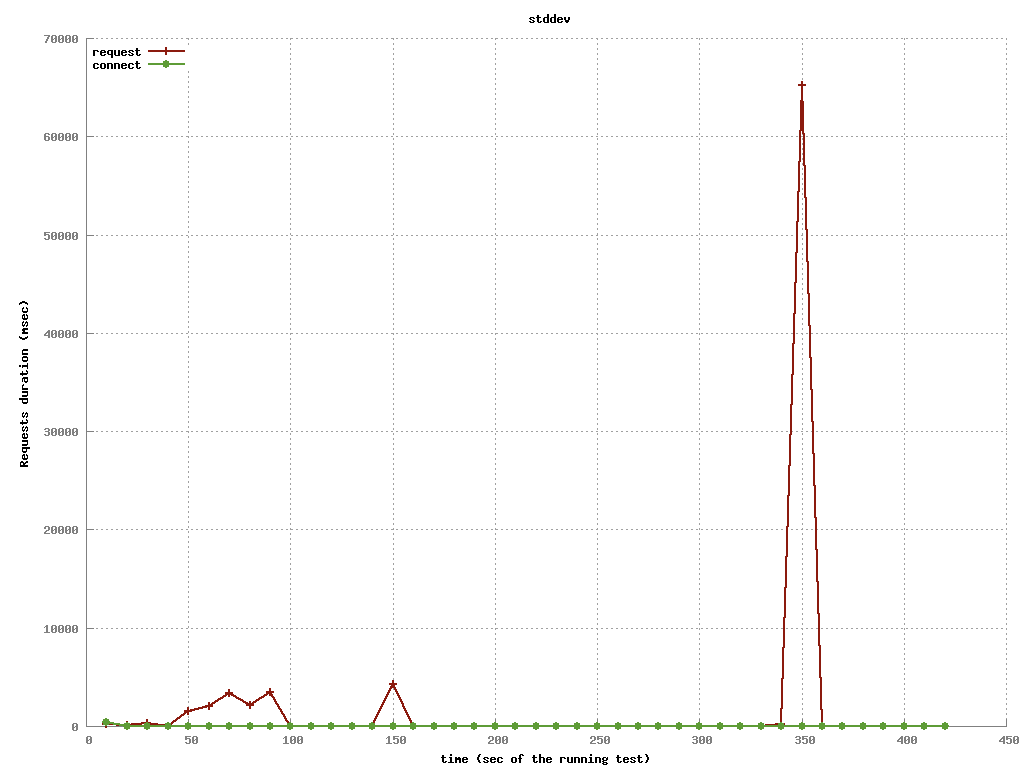 stddev
70000
request
connect
60000
50000
40000
30000
20000
10000
0
Requests duration (msec)
0 50 100 150 200 250 300 350 400 450
time (sec of the running test)